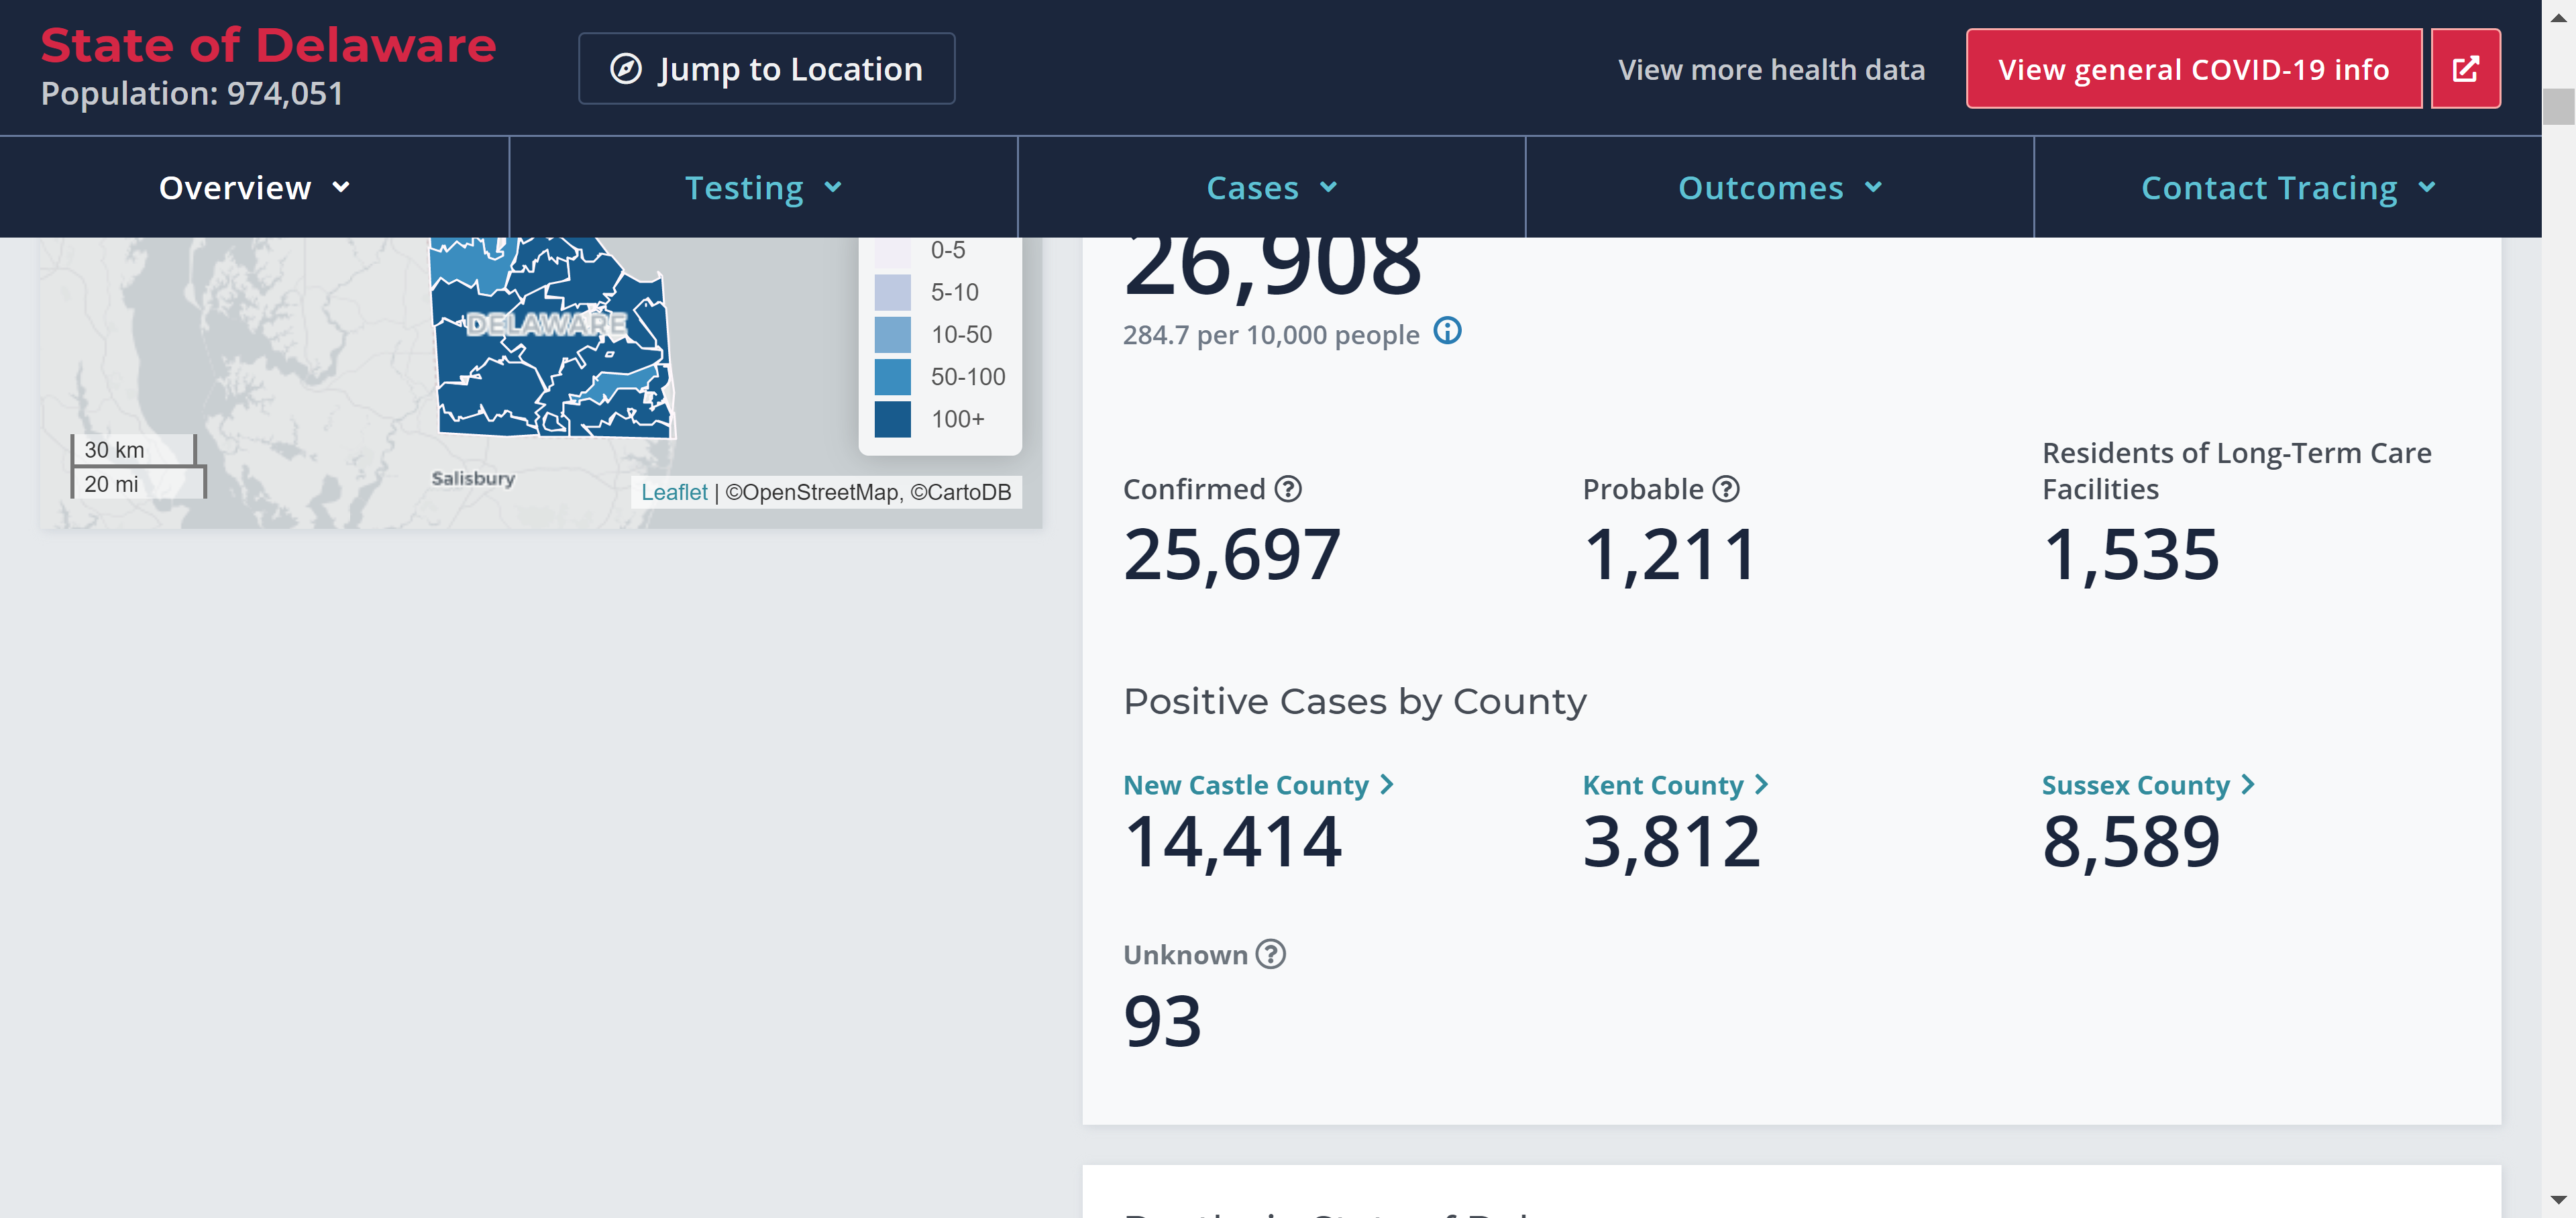 State of Delaware
Population: 974,051
Jump to Location
View more health data
View general COVID-19 info
Overview
Testing
Cases
Outcomes
Contact Tracing
0-5
5-10
10-50
50-100
100+
DELAWARE
30 km
20 mi
Salisbury
Leaflet | ©OpenStreetMap, ©CartoDB
26,908
284.7 per 10,000 people
Confirmed
25,697
Probable
1,211
Residents of Long-Term Care
Facilities
1,535
Positive Cases by County
New Castle County
14,414
Kent County
3,812
Sussex County
8,589
Unknown
93